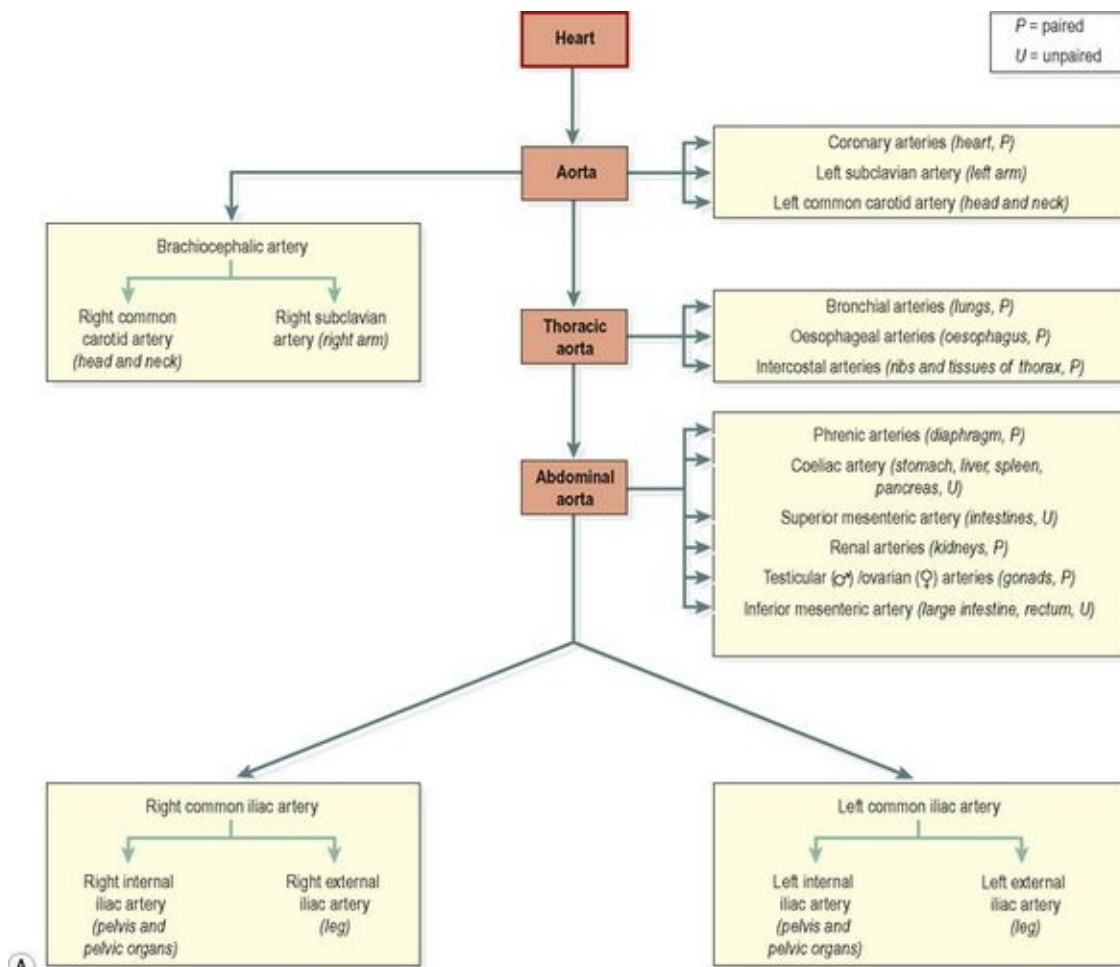 Heart
P = paired
U = unpaired
Aorta
Coronary arteries (heart, P)
Left subclavian artery (left arm)
Left common carotid artery (head and neck)
Brachiocephalic artery
Right common
carotid artery
(head and neck)
Right subclavian
artery (right arm)
Thoracic
aorta
Bronchial arteries (lungs, P)
Oesophageal arteries (oesophagus, P)
Intercostal arteries (ribs and tissues of thorax, P)
Abdominal
aorta
Phrenic arteries (diaphragm, P)
Coeliac artery (stomach, liver, spleen,
pancreas, U)
Superior mesenteric artery (intestines, U)
Renal arteries (kidneys, P)
Testicular (♂) /ovarian (♀) arteries (gonads, P)
Inferior mesenteric artery (large intestine, rectum, U)
Right common iliac artery
Right internal
iliac artery
(pelvis and
pelvic organs)
Right external
iliac artery
(leg)
Left common iliac artery
Left internal
iliac artery
(pelvis and
pelvic organs)
Left external
iliac artery
(leg)
A